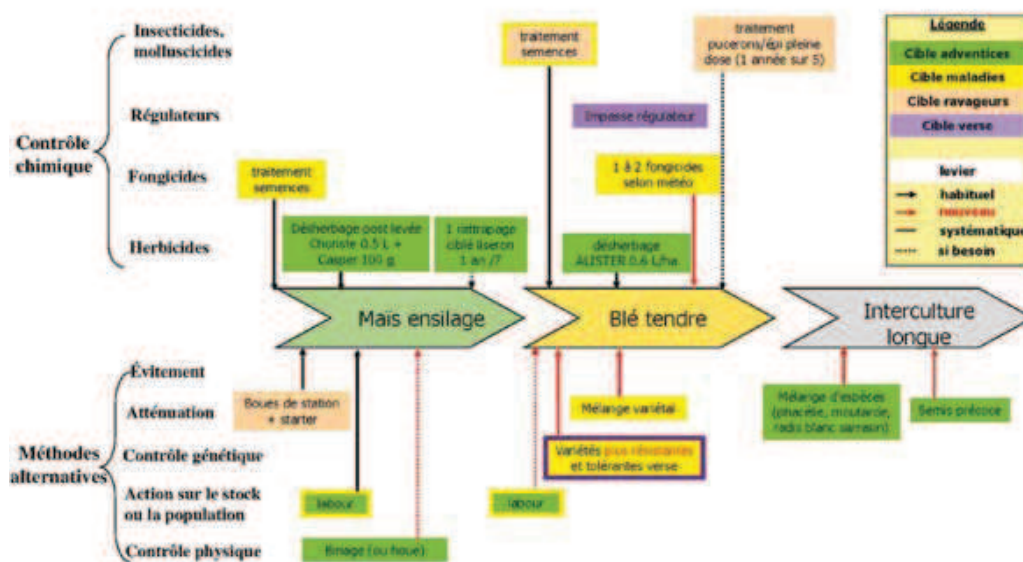 Contrôle
chimique
Insecticides,
molluscicides
Régulateurs
Fongicides
Herbicides
traitement
semences
traitement
pucerons/épi pleine
dose (1 année sur 5)
Impasse régulateur
traitement
semences
1 à 2 fongicides
selon météo
Désherbage post levée
Choriste 0.5 L +
Casper 100 g
1 rattrapage
ciblé liseron
1 an /7
désherbage
ALISTER 0.6 L/ha
Légende
Cible adventices
Cible maladies
Cible ravageurs
Cible verse
levier
habituel
nouveau
systématique
si besoin
Maïs ensilage
Blé tendre
Interculture
longue
Méthodes
alternatives
Évitement
Atténuation
Contrôle génétique
Action sur le stock
ou la population
Contrôle physique
Boues de station
+ starter
labour
Binage (ou houe)
labour
Mélange variétal
Variétés plus résistantes
et tolérantes verse
Mélange d'espèces
(phacélie, moutarde,
radis blanc sarrasin)
Semis précoce